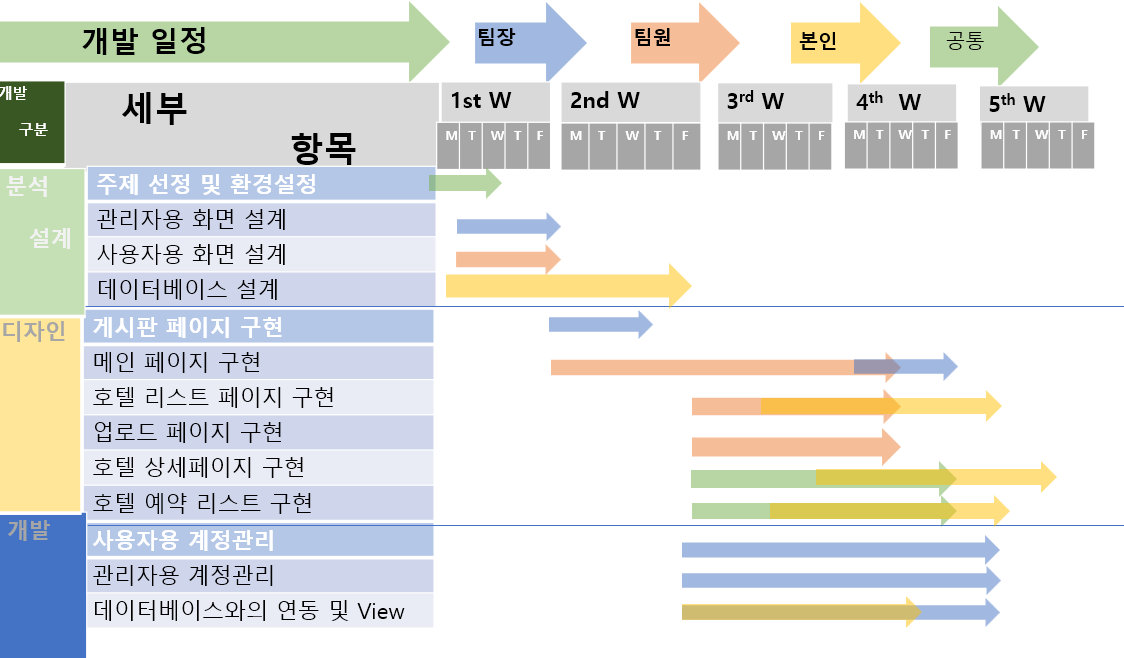 개발 일정
팀장
팀원
본인
공통
개발
구분
세부
항목
1st W
2nd W
3rd W
4th W
5th W
M T W T F
M T W T F
M T W T F
M T W T F
M T W T F
분석
설계
주제 선정 및 환경설정
관리자용 화면 설계
사용자용 화면 설계
데이터베이스 설계
디자인
게시판 페이지 구현
메인 페이지 구현
호텔 리스트 페이지 구현
업로드 페이지 구현
호텔 상세페이지 구현
호텔 예약 리스트 구현
개발
사용자용 계정관리
관리자용 계정관리
데이터베이스와의 연동 및 View